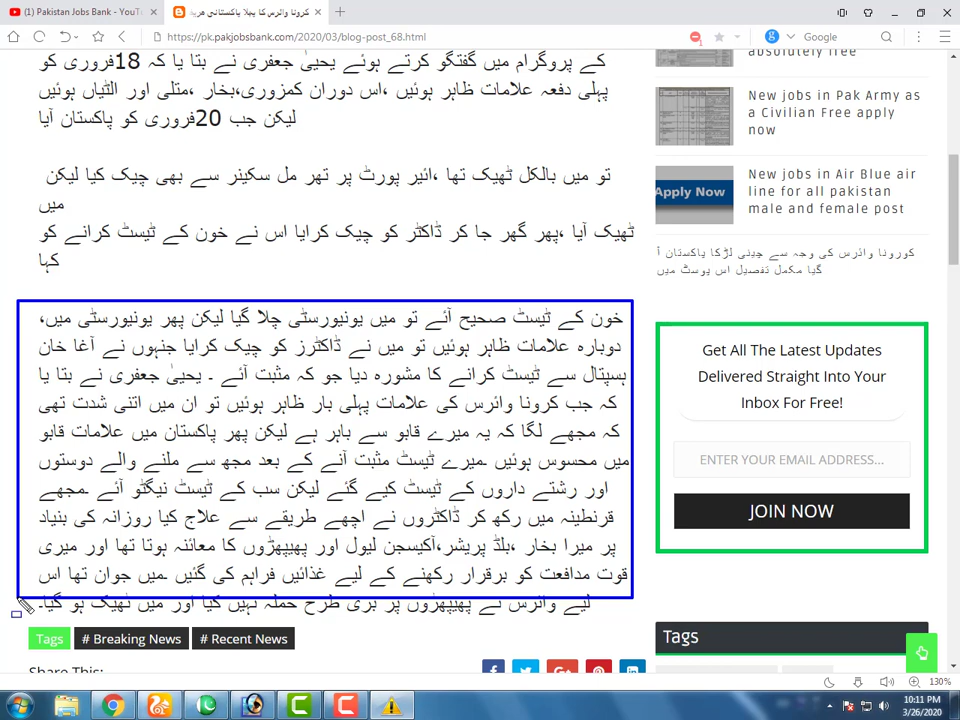 (1) Pakistan Jobs Bank - YouTu
کرونا وائرس کا پہلا پاکستانی مریض
https://pk.pakjobsbank.com/2020/03/blog-post_68.html
1
Google
کے پروگرام میں گفتگو کرتے ہوئے یحییٰ جعفری نے بتا یا کہ 18فروری کو
پہلی دفعہ علامات ظاہر ہوئیں ،اس دوران کمزوری،بخار ،متلی اور الٹیاں ہوئیں
لیکن جب 20فروری کو پاکستان آیا
تو میں بالکل ٹھیک تھا ،ائیر پورٹ پر تھر مل سکینر سے بھی چیک کیا لیکن
میں
ٹھیک آیا ،پھر گھر جا کر ڈاکٹر کو چیک کرایا اس نے خون کے ٹیسٹ کرانے کو
کہا
خون کے ٹیسٹ صحیح آئے تو میں یونیورسٹی چلا گیا لیکن پھر یونیورسٹی میں،
دوبارہ علامات ظاہر ہوئیں تو میں نے ڈاکٹرز کو چیک کرایا جنہوں نے آغا خان
ہسپتال سے ٹیسٹ کرانے کا مشورہ دیا جو کہ مثبت آئے ۔ یحییٰ جعفری نے بتا یا
کہ جب کرونا وائرس کی علامات پہلی بار ظاہر ہوئیں تو ان میں اتنی شدت تھی
کہ مجھے لگا کہ یہ میرے قابو سے باہر ہے لیکن پھر پاکستان میں علامات قابو
میں محسوس ہوئیں ۔میرے ٹیسٹ مثبت آنے کے بعد مجھ سے ملنے والے دوستوں
اور رشتے داروں کے ٹیسٹ کیے گئے لیکن سب کے ٹیسٹ نیگٹو آئے ۔مجھے
قرنطینہ میں رکھ کر ڈاکٹروں نے اچھے طریقے سے علاج کیا روزانہ کی بنیاد
پر میرا بخار ،بلڈ پریشر،آکیسجن لیول اور پھیپھڑوں کا معائنہ ہوتا تھا اور میری
قوت مدافعت کو برقرار رکھنے کے لیے غذائیں فراہم کی گئیں ۔میں جوان تھا اس
لیے وائرس نے پھیپھڑوں پر بری طرح حملہ نہیں کیا اور میں ٹھیک ہو گیا۔
Tags
# Breaking News
# Recent News
Share This:
absolutely free
New jobs in Pak Army as
a Civilian Free apply
now
Apply Now
New jobs in Air Blue air
line for all pakistan
male and female post
کورونا وائرس کی وجہ سے چینی لڑکا پاکستان آ
گیا مکمل تفصیل اس پوسٹ میں
Get All The Latest Updates
Delivered Straight Into Your
Inbox For Free!
ENTER YOUR EMAIL ADDRESS...
JOIN NOW
Tags
130%
10:11 PM
3/26/2020